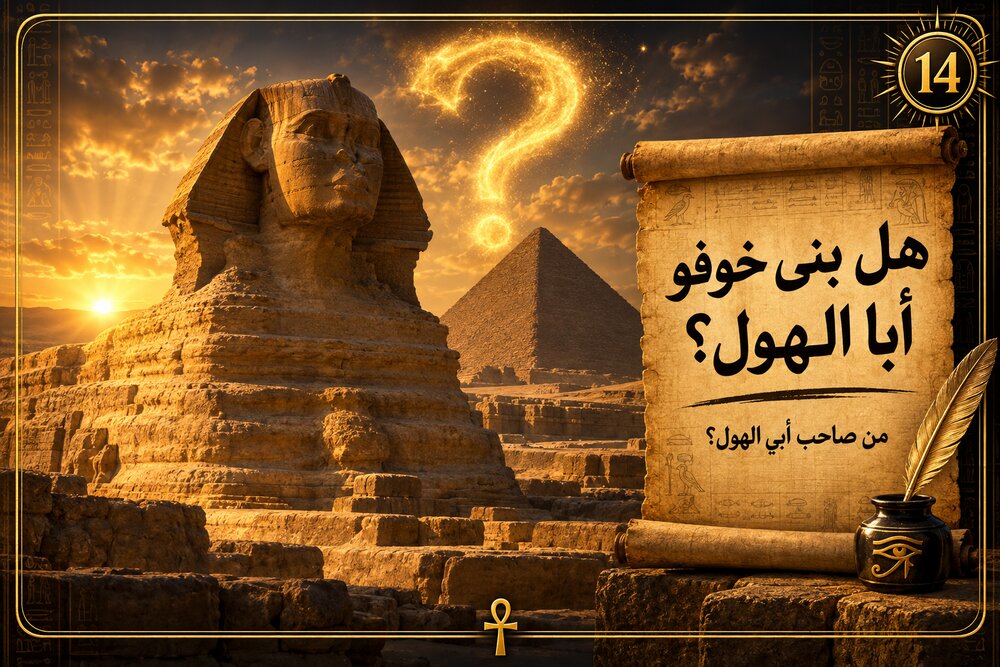 14
هل بنى خوفو
أبا الهول؟
من صاحب أبي الهول؟